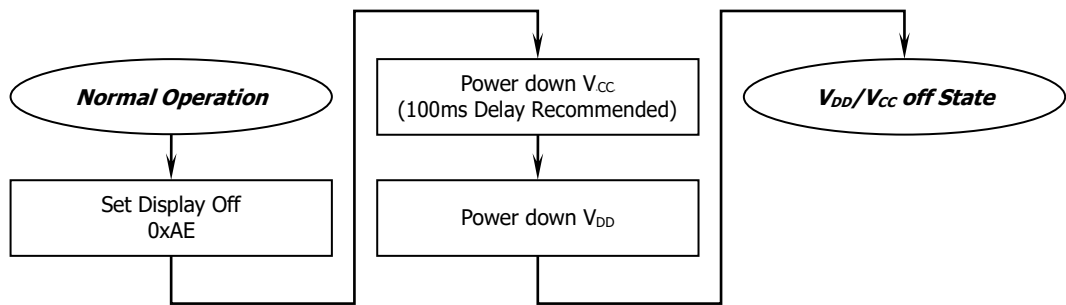 Normal Operation
Set Display Off
0xAE
Power down VCC
(100ms Delay Recommended)
Power down VDD
VDD/VCC off State